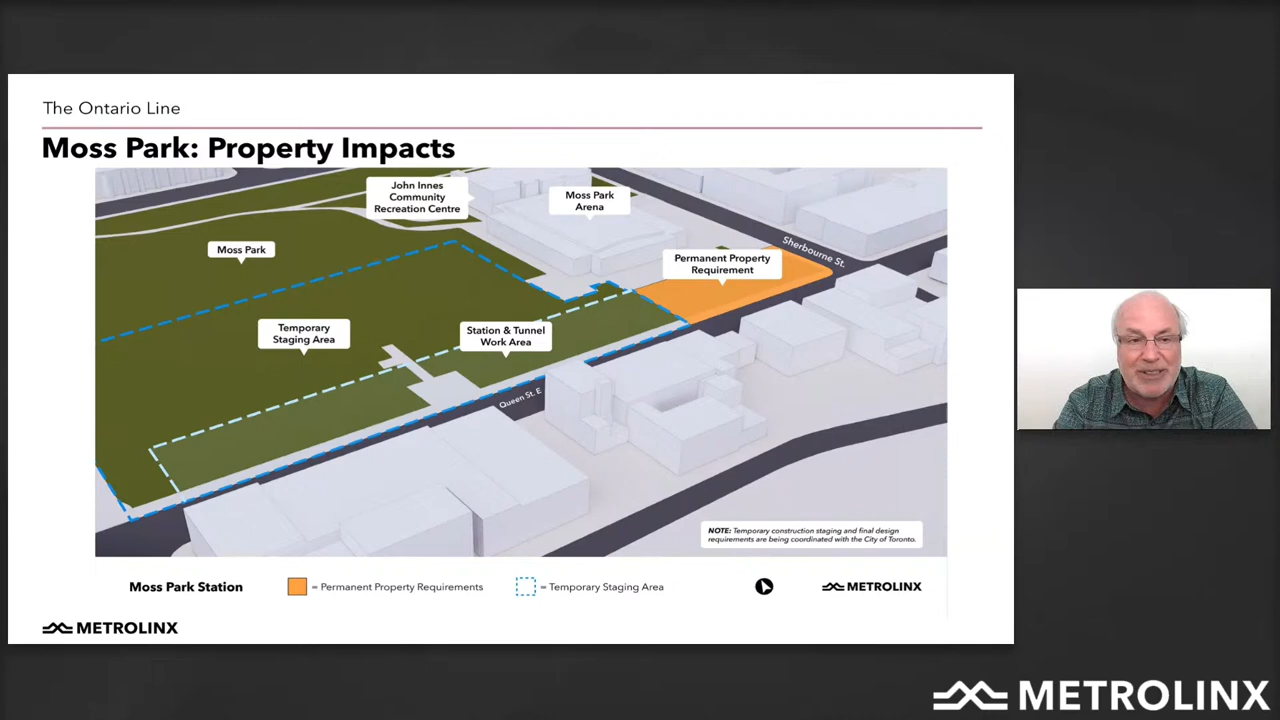 The Ontario Line
Moss Park: Property Impacts
John Innes
Community
Recreation Centre
Moss Park
Arena
Sherbourne St.
Moss Park
Permanent Property
Requirement
Temporary
Staging Area
Station & Tunnel
Work Area
Queen St. E
NOTE: Temporary construction staging and final design
requirements are being coordinated with the City of Toronto.
Moss Park Station
= Permanent Property Requirements
= Temporary Staging Area
METROLINX
METROLINX
METROLINX